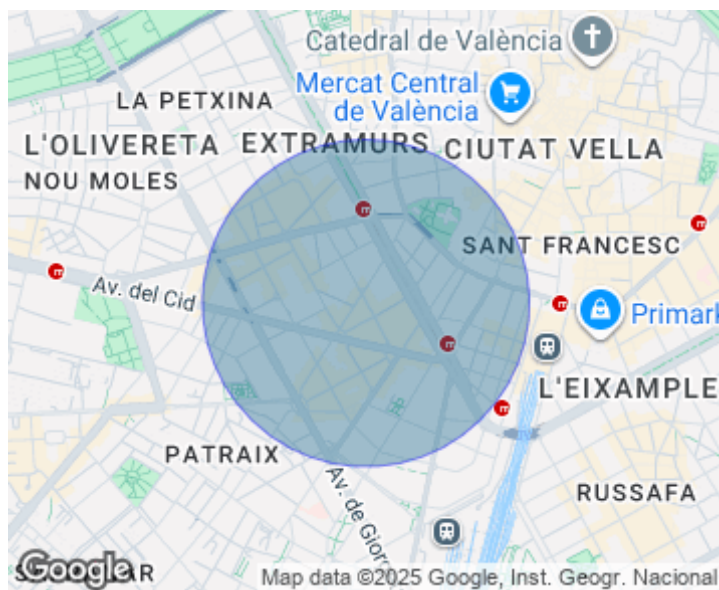 Catedral de València
LA PETXINA
Mercat Central
de València
L'OLIVERETA
EXTRAMURS
CIUTAT VELLA
NOU MOLES
SANT FRANCESC
Av. del Cid
Primark
L'EIXAMPLE
PATRAIX
Av. de Giorg
RUSSAFA
Google
Map data ©2025 Google, Inst. Geogr. Nacional